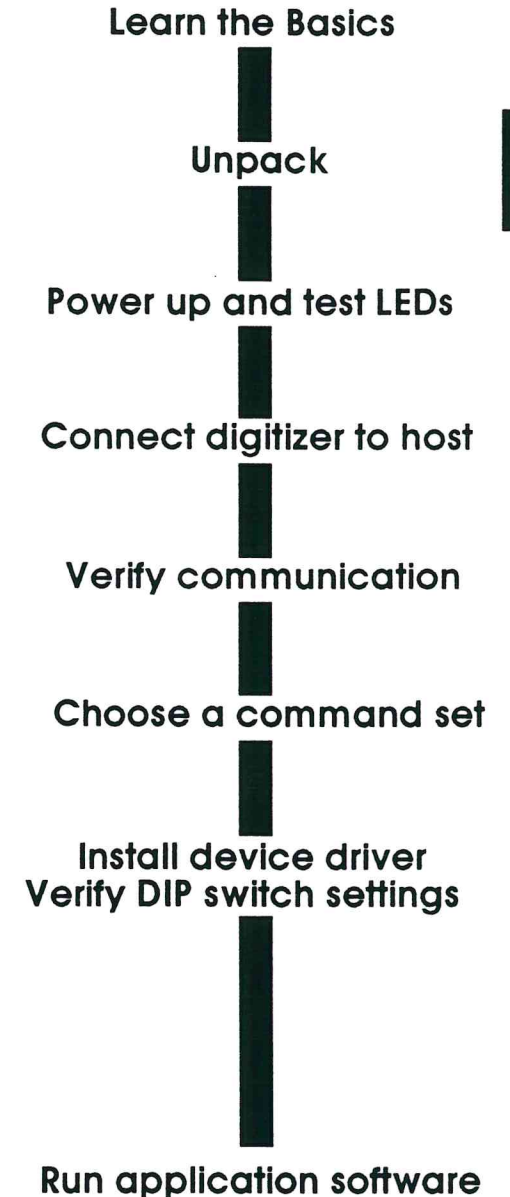 Learn the Basics
Unpack
Power up and test LEDs
Connect digitizer to host
Verify communication
Choose a command set
Install device driver
Verify DIP switch settings
Run application software